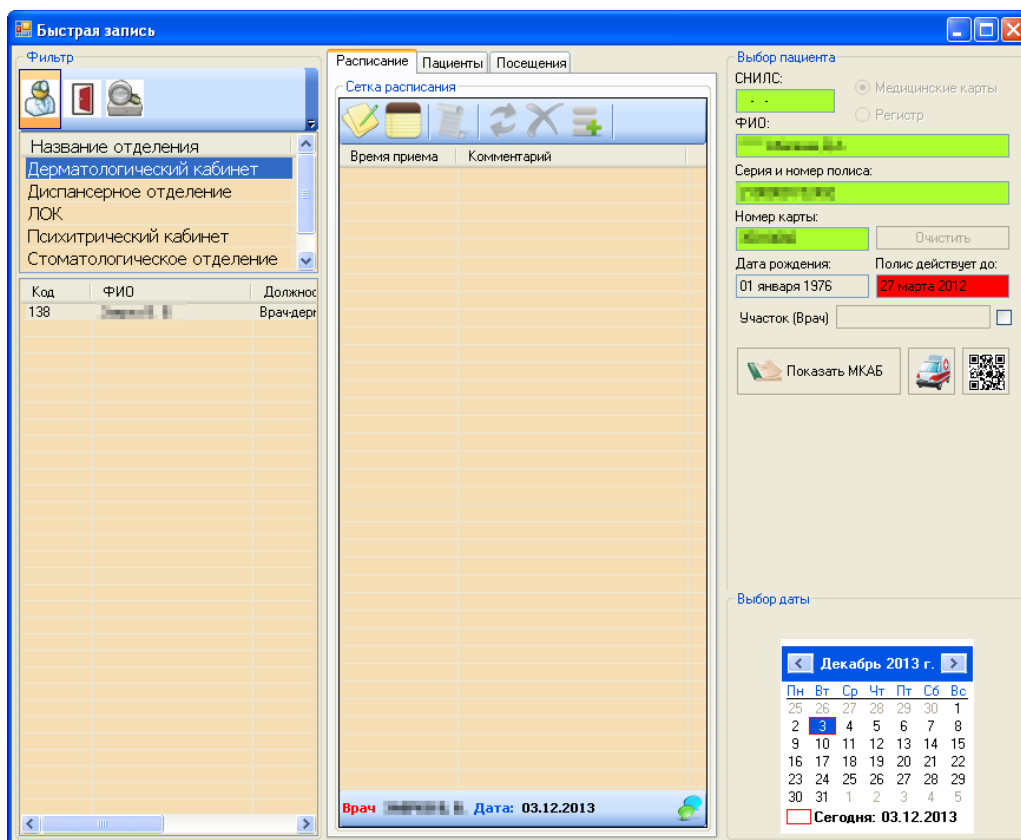 Быстрая запись
Фильтр
Название отделения
Дерматологический кабинет
Диспансерное отделение
ЛОК
Психитрический кабинет
Стоматологическое отделение
Код ФИО Должнос
138 Врач-дерм
Расписание Пациенты Посещения
Сетка расписания
Время приема Комментарий
Врач Дата: 03.12.2013
Выбор пациента
СНИЛС:
- -
Медицинские карты
Регистр
ФИО:
Серия и номер полиса:
Номер карты:
Очистить
Дата рождения: Полис действует до:
01 января 1976 27 марта 2012
Участок (Врач)
Показать МКАБ
Выбор даты
Декабрь 2013 г.
Пн Вт Ср Чт Пт Сб Вс
25 26 27 28 29 30 1
2 3 4 5 6 7 8
9 10 11 12 13 14 15
16 17 18 19 20 21 22
23 24 25 26 27 28 29
30 31 1 2 3 4 5
Сегодня: 03.12.2013